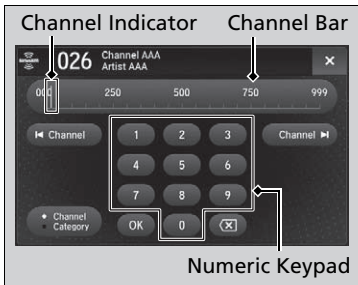 Channel Indicator Channel Bar
026 Channel AAA
Artist AAA
000 250 500 750 999
Channel 1 2 3 Channel
4 5 6
7 8 9
Channel
Category
OK 0
Numeric Keypad